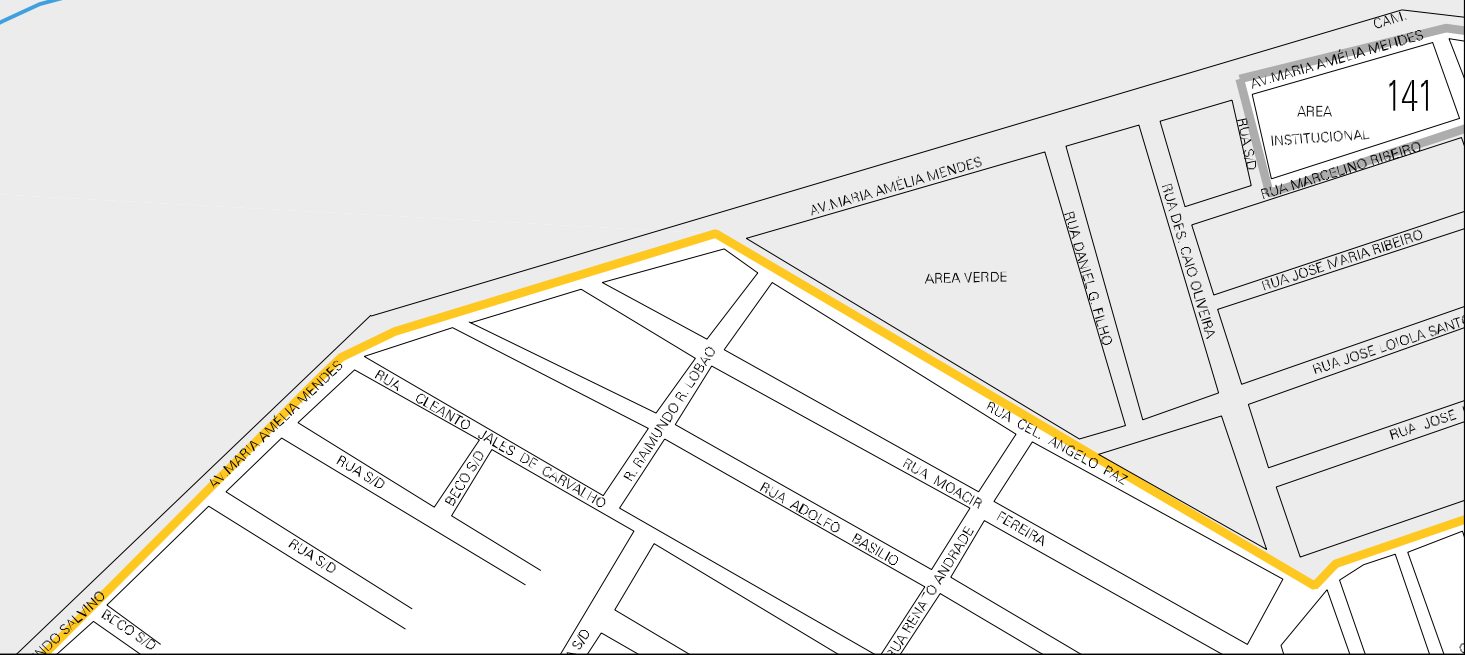 CAM.
AV.MARIA AMÉLIA MENDES
141
AREA
INSTITUCIONAL
RUA S/D
RUA MARCELINO RIBEIRO
AV.MARIA AMÉLIA MENDES
RUA DES. CAIO OLIVEIRA
RUA DANIEL G. FILHO
RUA JOSE MARIA RIBEIRO
AREA VERDE
RUA JOSE LOIOLA SANTO
RUA JOSE
AV. MARIA AMÉLIA MENDES
RUA CLEANTO JALES DE CARVALHO
R. RAIMUNDO R. LOBAO
RUA CEL. ANGELO PAZ
RUA MOACIR FEREIRA
RUA ADOLFO BASILIO
RUA S/D
BECO S/D
RUA S/D
RUA RENATO ANDRADE
NDO SALVINO
BECO S/D
S/D